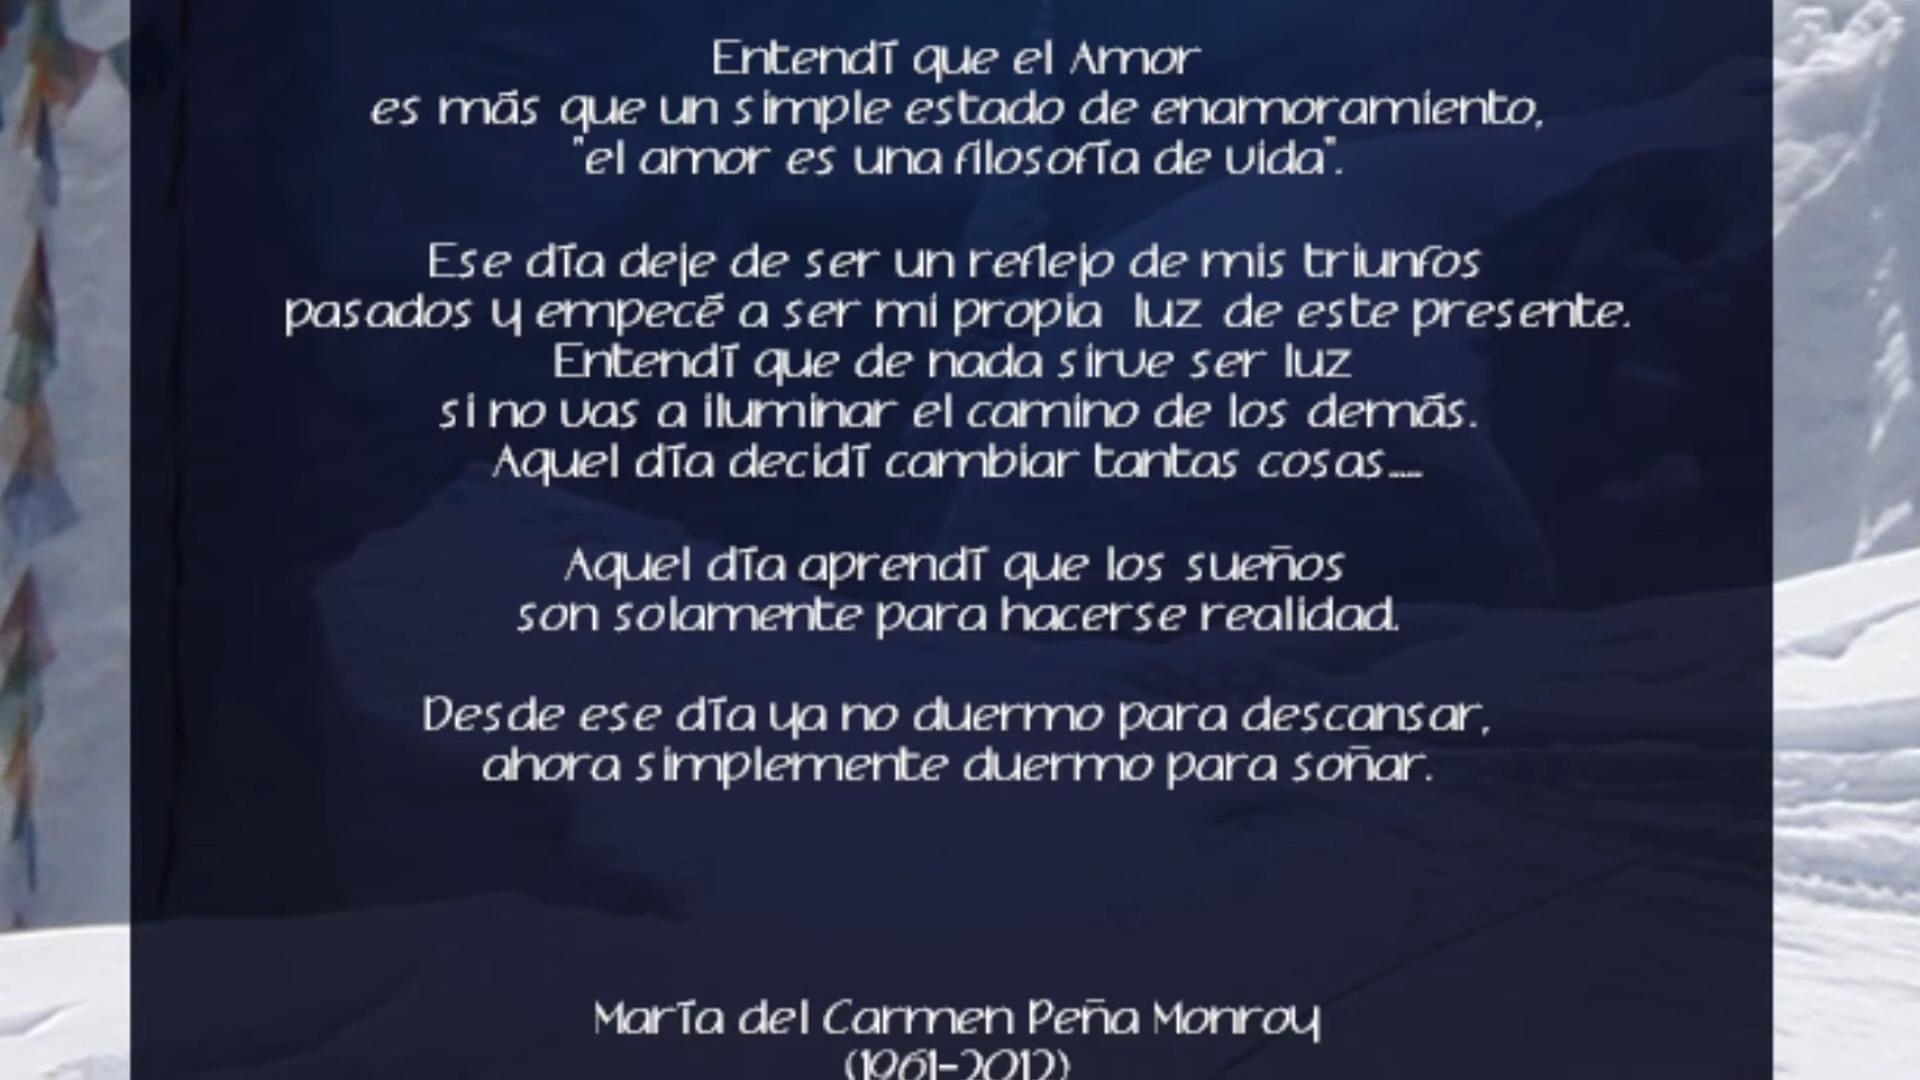 Entendí que el Amor
es más que un simple estado de enamoramiento,
"el amor es una filosofía de vida".
Ese día deje de ser un reflejo de mis triunfos
pasados y empecé a ser mi propia luz de este presente.
Entendí que de nada sirve ser luz
si no vas a iluminar el camino de los demás.
Aquel día decidí cambiar tantas cosas.....
Aquel día aprendí que los sueños
son solamente para hacerse realidad.
Desde ese día ya no duermo para descansar,
ahora simplemente duermo para soñar.
María del Carmen Peña Monroy
(1961-2012)